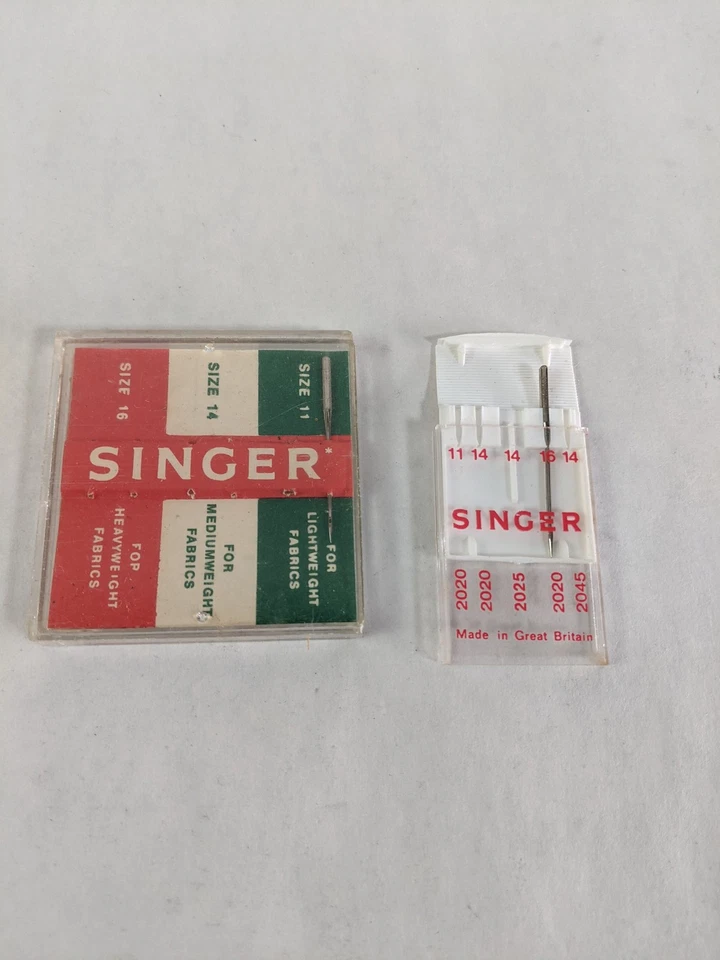 SIZE 16
SIZE 14
SIZE 11
SINGER*
FOR
HEAVYWEIGHT
FABRICS
FOR
MEDIUMWEIGHT
FABRICS
FOR
LIGHTWEIGHT
FABRICS
11 14 14 16 14
SINGER
2020 2020 2025 2020 2045
Made in Great Britain